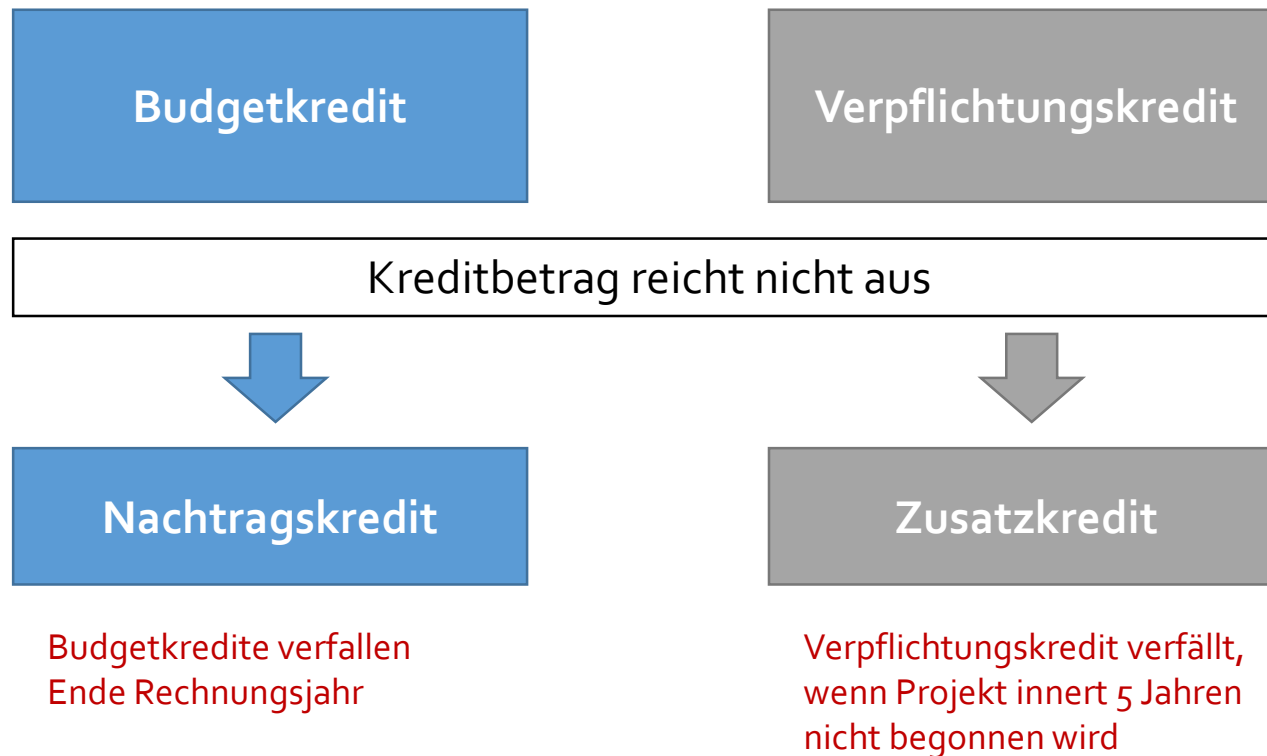 Budgetkredit
Verpflichtungskredit
Kreditbetrag reicht nicht aus
Nachtragskredit
Zusatzkredit
Budgetkredite verfallen
Ende Rechnungsjahr
Verpflichtungskredit verfällt,
wenn Projekt innert 5 Jahren
nicht begonnen wird